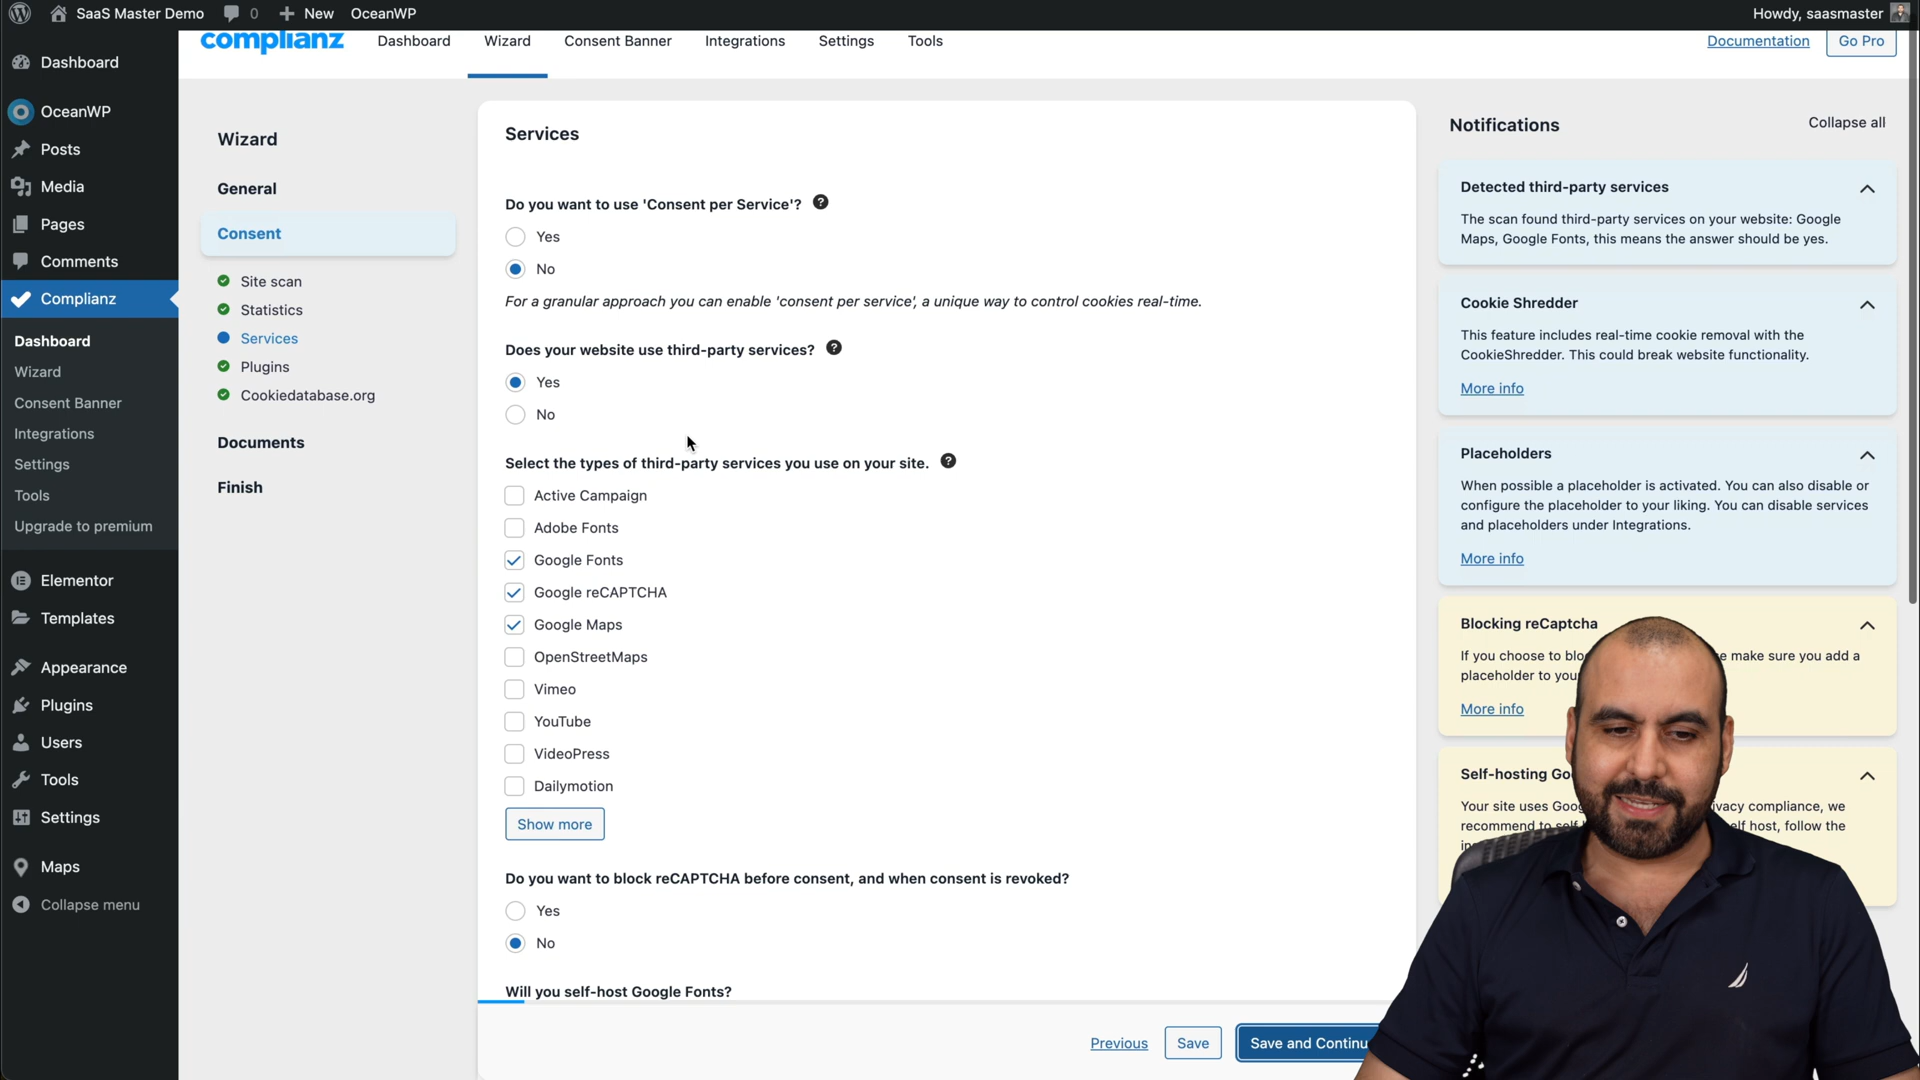 SaaS Master Demo 0 New OceanWP Howdy, saasmaster
complianz Dashboard Wizard Consent Banner Integrations Settings Tools Documentation Go Pro
Dashboard
OceanWP
Posts
Media
Pages
Comments
Complianz
Dashboard
Wizard
Consent Banner
Integrations
Settings
Tools
Upgrade to premium
Elementor
Templates
Appearance
Plugins
Users
Tools
Settings
Maps
Collapse menu
Wizard
General
Consent
Site scan
Statistics
Services
Plugins
Cookiedatabase.org
Documents
Finish
Services
Do you want to use 'Consent per Service'? ?
Yes
No
For a granular approach you can enable 'consent per service', a unique way to control cookies real-time.
Does your website use third-party services? ?
Yes
No
Select the types of third-party services you use on your site. ?
Active Campaign
Adobe Fonts
Google Fonts
Google reCAPTCHA
Google Maps
OpenStreetMaps
Vimeo
YouTube
VideoPress
Dailymotion
Show more
Do you want to block reCAPTCHA before consent, and when consent is revoked?
Yes
No
Will you self-host Google Fonts?
Previous Save Save and Continu
Notifications Collapse all
Detected third-party services
The scan found third-party services on your website: Google
Maps, Google Fonts, this means the answer should be yes.
Cookie Shredder
This feature includes real-time cookie removal with the
CookieShredder. This could break website functionality.
More info
Placeholders
When possible a placeholder is activated. You can also disable or
configure the placeholder to your liking. You can disable services
and placeholders under Integrations.
More info
Blocking reCaptcha
If you choose to make sure you add a
placeholder to
More info
Self-hosting
Your site uses compliance, we
recommend to host, follow the